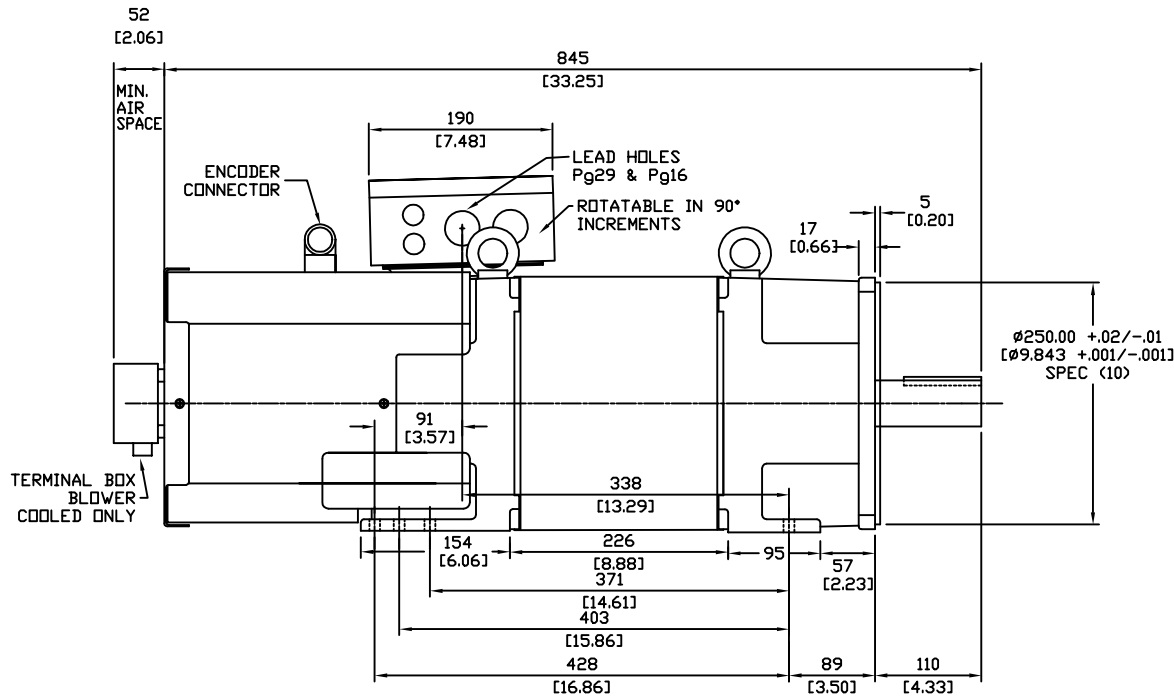 52
[2.06]
845
[33.25]
MIN.
AIR
SPACE
190
[7.48]
LEAD HOLES
Pg29 & Pg16
ENCODER
CONNECTOR
ROTATABLE IN 90°
INCREMENTS
5
[0.20]
17
[0.66]
ø250.00 +.02/-.01
[ø9.843 +.001/-.001]
SPEC (10)
91
[3.57]
TERMINAL BOX
BLOWER
COOLED ONLY
338
[13.29]
154
[6.06]
226
[8.88]
95
57
[2.23]
371
[14.61]
403
[15.86]
428
[16.86]
89
[3.50]
110
[4.33]